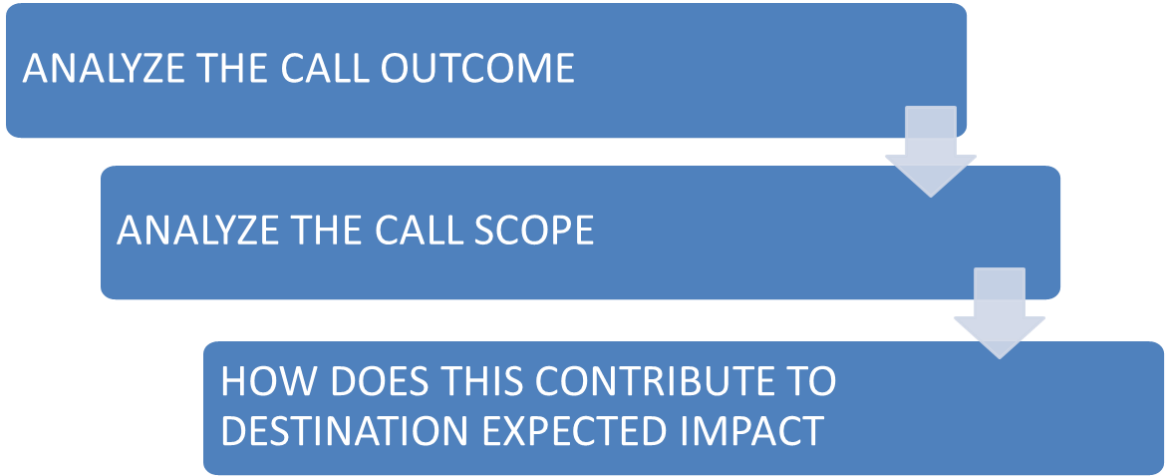 ANALYZE THE CALL OUTCOME
ANALYZE THE CALL SCOPE
HOW DOES THIS CONTRIBUTE TO
DESTINATION EXPECTED IMPACT